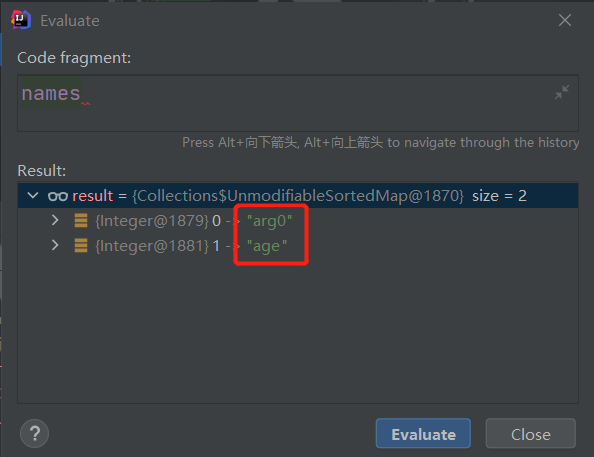 Evaluate
Code fragment:
names
Press Alt+向下箭头, Alt+向上箭头 to navigate through the history
Result:
result = {Collections$UnmodifiableSortedMap@1870} size = 2
{Integer@1879} 0 -> "arg0"
{Integer@1881} 1 -> "age"
?
Evaluate
Close